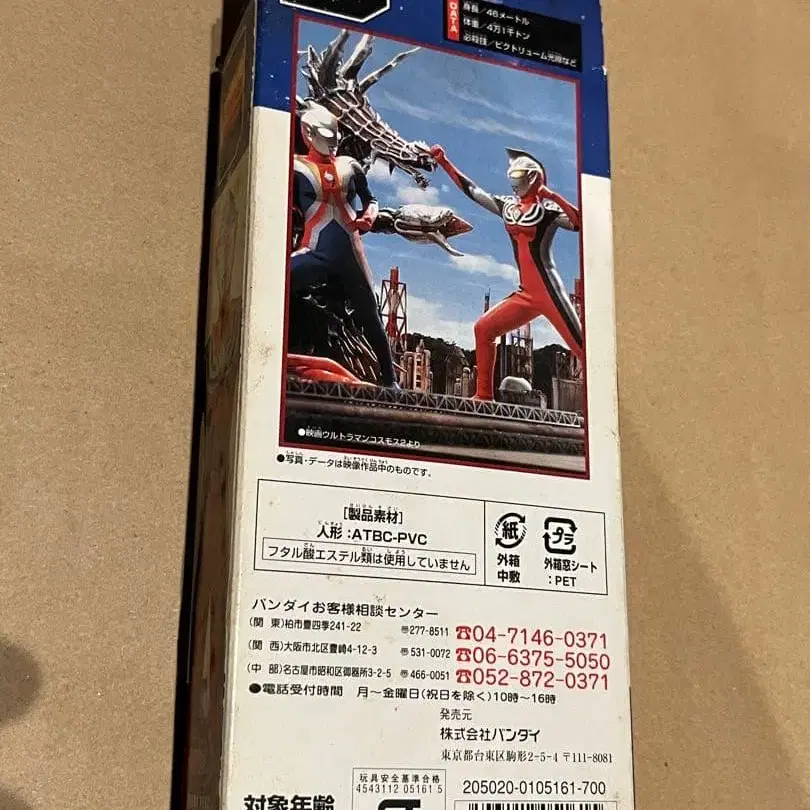 DATA
身長／46メートル
体重／4万1千トン
必殺技／ビクトリューム光線など
●映画ウルトラマンコスモス2より
●写真・データは映像作品中のものです。
[製品素材]
人形：ATBC-PVC
フタル酸エステル類は使用していません
紙
外箱
中敷
プラ
外箱窓シート
：PET
バンダイお客様相談センター
(関 東)柏市豊四季241-22 〒277-8511 ☎04-7146-0371
(関 西)大阪市北区豊崎4-12-3 〒531-0072 ☎06-6375-5050
(中 部)名古屋市昭和区御器所3-2-5 〒466-0051 ☎052-872-0371
●電話受付時間 月～金曜日(祝日を除く)10時～16時
発売元
株式会社バンダイ
東京都台東区駒形2-5-4 〒111-8081
対象年齢
玩具安全基準合格
4543112 05161 5
205020-0105161-700